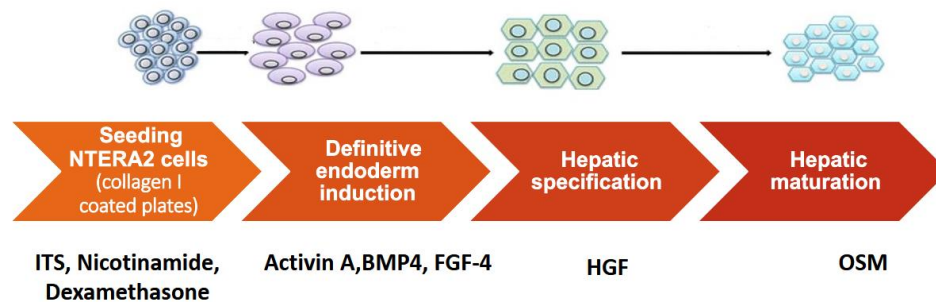 Seeding
NTERA2 cells
(collagen I
coated plates)
Definitive
endoderm
induction
Hepatic
specification
Hepatic
maturation
ITS, Nicotinamide,
Dexamethasone
Activin A,BMP4, FGF-4
HGF
OSM